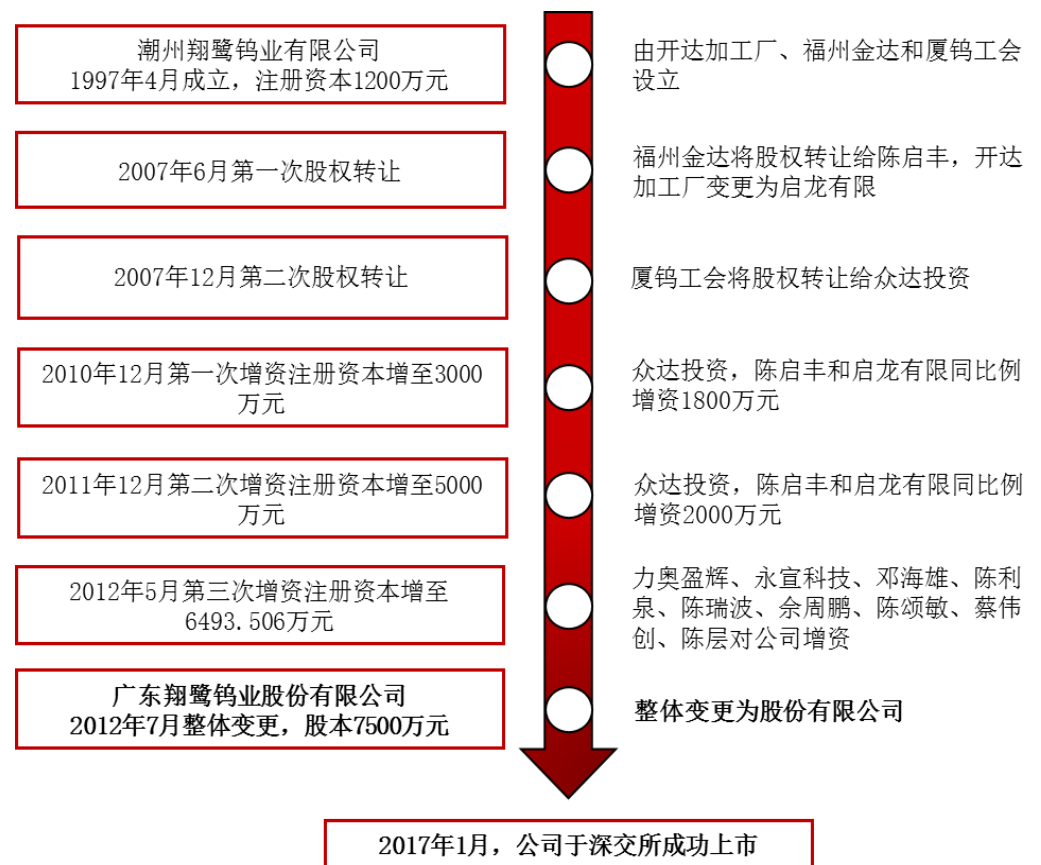 潮州翔鹭钨业有限公司
1997年4月成立，注册资本1200万元
由开达加工厂、福州金达和厦钨工会
设立
2007年6月第一次股权转让
福州金达将股权转让给陈启丰，开达
加工厂变更为启龙有限
2007年12月第二次股权转让
厦钨工会将股权转让给众达投资
2010年12月第一次增资注册资本增至3000
万元
众达投资，陈启丰和启龙有限同比例
增资1800万元
2011年12月第二次增资注册资本增至5000
万元
众达投资，陈启丰和启龙有限同比例
增资2000万元
2012年5月第三次增资注册资本增至
6493.506万元
力奥盈辉、永宣科技、邓海雄、陈利
泉、陈瑞波、佘周鹏、陈颂敏、蔡伟
创、陈层对公司增资
广东翔鹭钨业股份有限公司
2012年7月整体变更，股本7500万元
整体变更为股份有限公司
2017年1月，公司于深交所成功上市